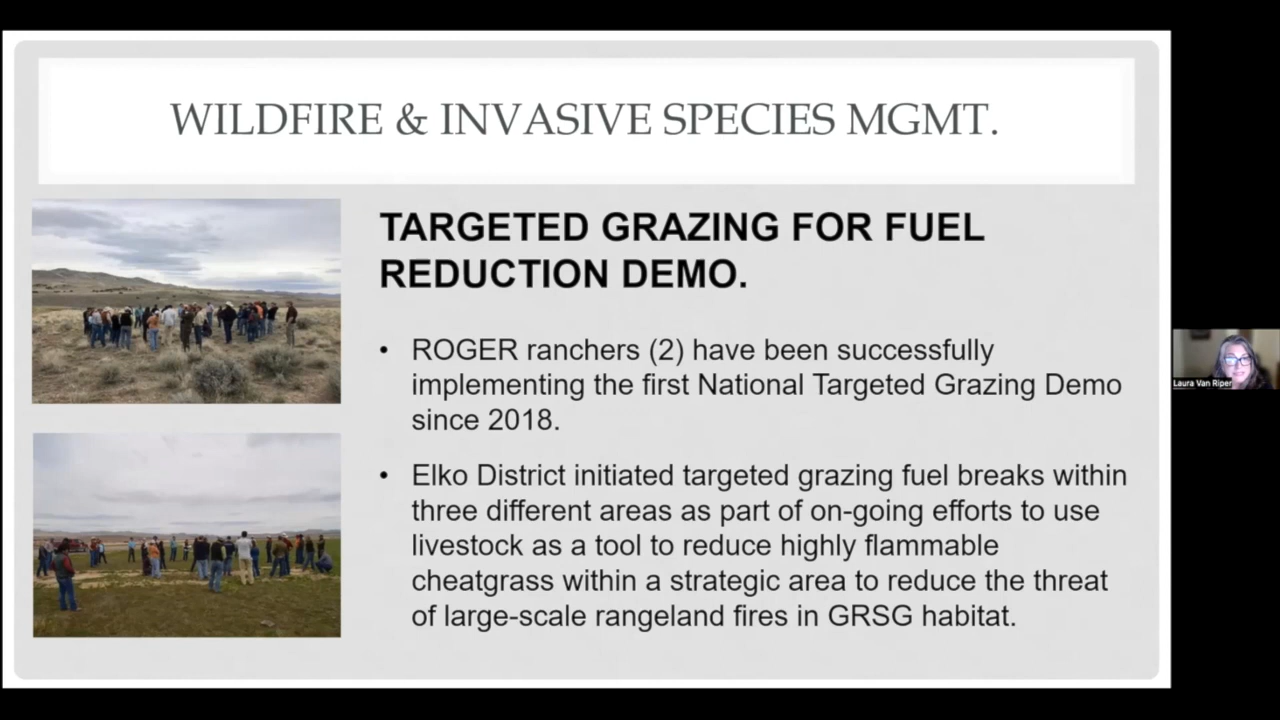 WILDFIRE & INVASIVE SPECIES MGMT.
TARGETED GRAZING FOR FUEL
REDUCTION DEMO.
• ROGER ranchers (2) have been successfully
implementing the first National Targeted Grazing Demo
since 2018.
• Elko District initiated targeted grazing fuel breaks within
three different areas as part of on-going efforts to use
livestock as a tool to reduce highly flammable
cheatgrass within a strategic area to reduce the threat
of large-scale rangeland fires in GRSG habitat.
Laura Van Riper